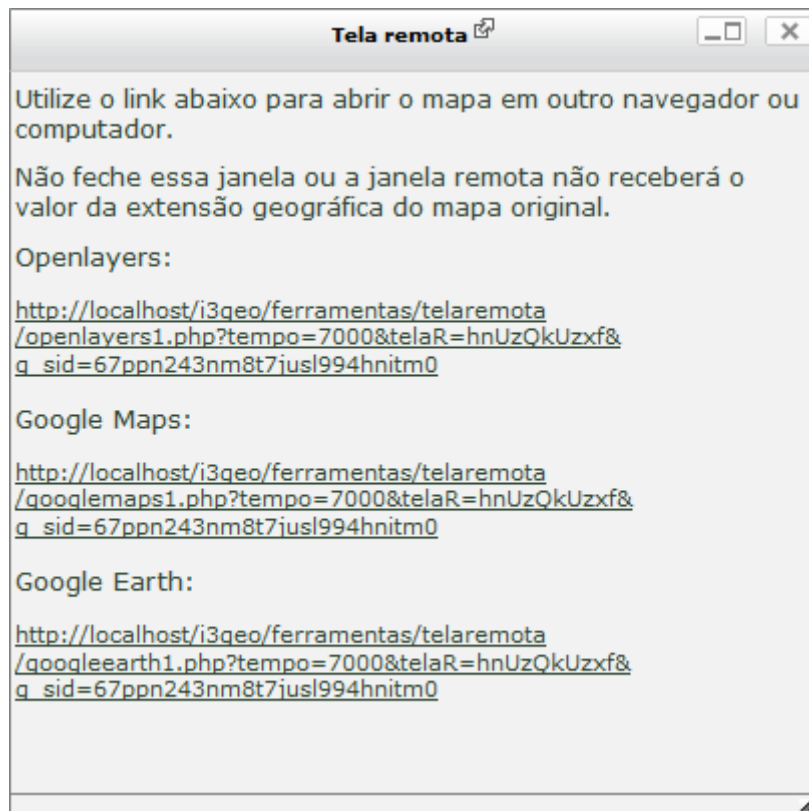 Tela remota
Utilize o link abaixo para abrir o mapa em outro navegador ou
computador.
Não feche essa janela ou a janela remota não receberá o
valor da extensão geográfica do mapa original.
Openlayers:
http://localhost/i3geo/ferramentas/telaremota
/openlayers1.php?tempo=7000&telaR=hnUzQkUzxf&
g_sid=67ppn243nm8t7jusl994hnitm0
Google Maps:
http://localhost/i3geo/ferramentas/telaremota
/googlemaps1.php?tempo=7000&telaR=hnUzQkUzxf&
g_sid=67ppn243nm8t7jusl994hnitm0
Google Earth:
http://localhost/i3geo/ferramentas/telaremota
/googleearth1.php?tempo=7000&telaR=hnUzQkUzxf&
g_sid=67ppn243nm8t7jusl994hnitm0